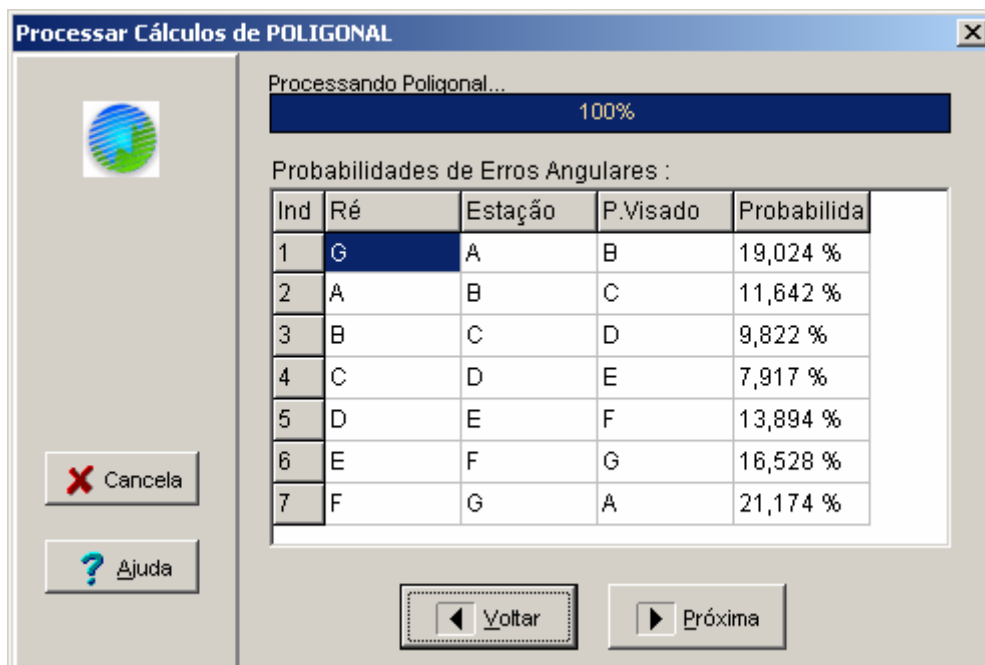 Processar Cálculos de POLIGONAL
Processando Poligonal...
100%
Probabilidades de Erros Angulares :
Ind Ré Estação P.Visado Probabilida
1 G A B 19,024 %
2 A B C 11,642 %
3 B C D 9,822 %
4 C D E 7,917 %
5 D E F 13,894 %
6 E F G 16,528 %
7 F G A 21,174 %
Cancela
Ajuda
Voltar
Próxima